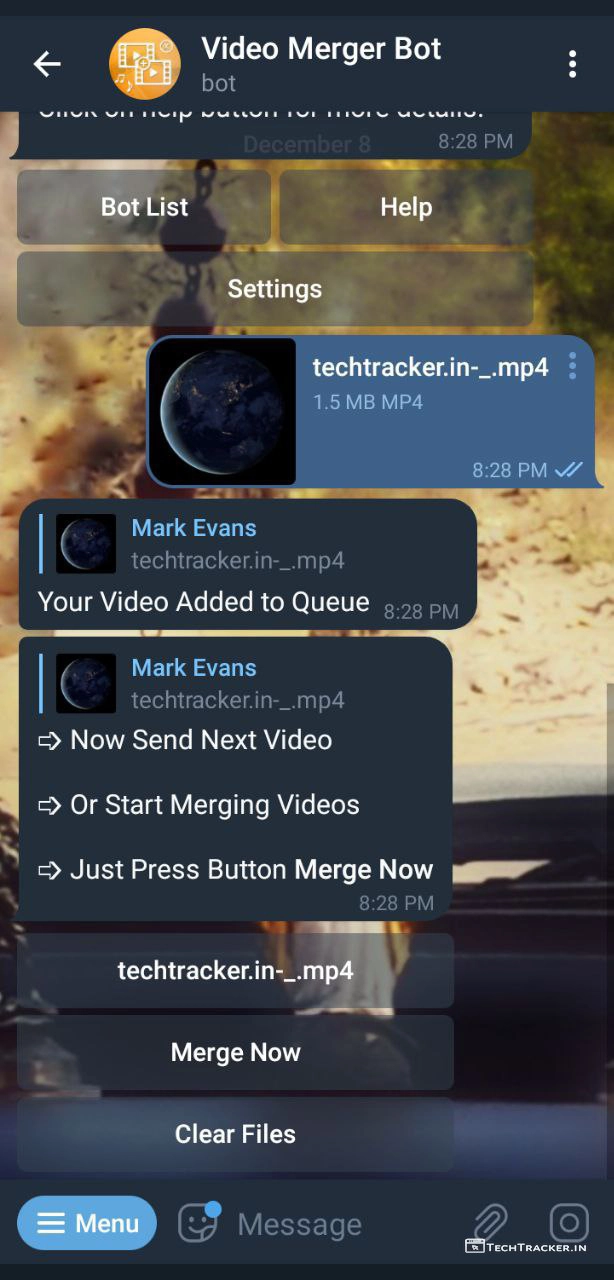 Video Merger Bot
bot
Click on help button for more details.
December 8
8:28 PM
Bot List
Help
Settings
techtracker.in-_.mp4
1.5 MB MP4
8:28 PM
Mark Evans
techtracker.in-_.mp4
Your Video Added to Queue
8:28 PM
Mark Evans
techtracker.in-_.mp4
➩ Now Send Next Video
➩ Or Start Merging Videos
➩ Just Press Button Merge Now
8:28 PM
techtracker.in-_.mp4
Merge Now
Clear Files
Menu
Message
TECHTRACKER.IN